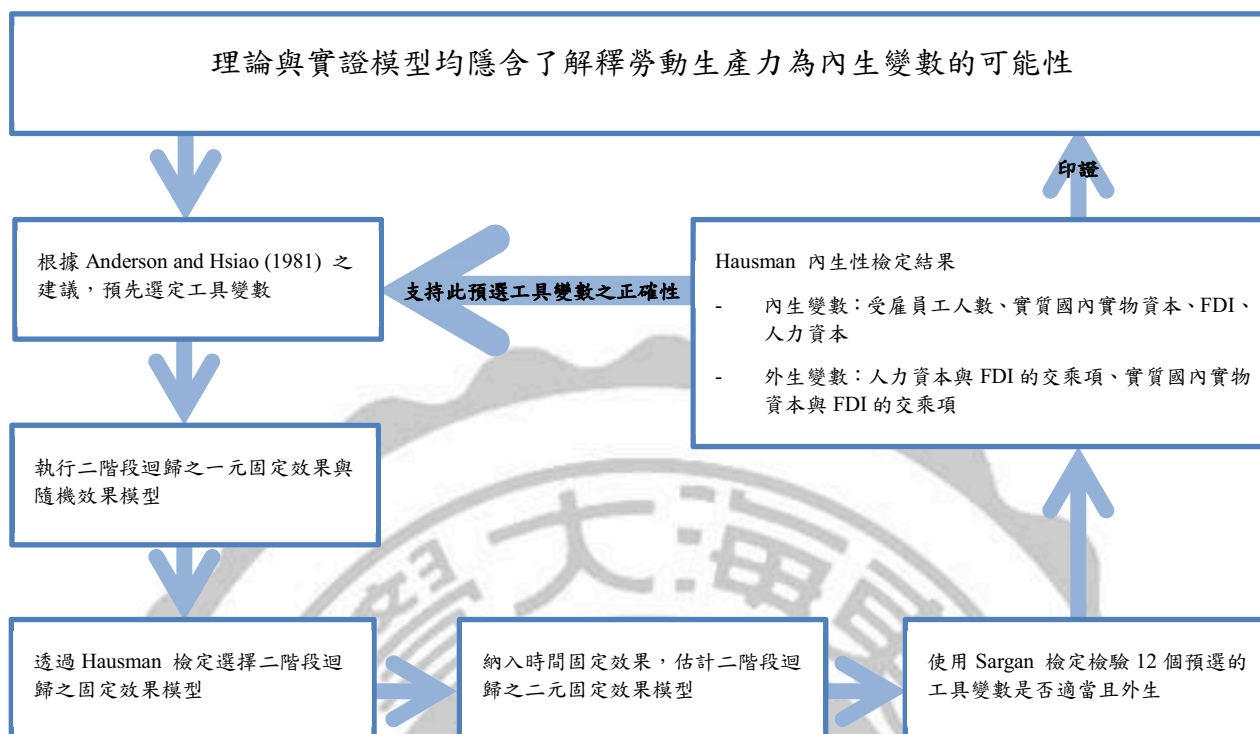 理論與實證模型均隱含了解釋勞動生產力為內生變數的可能性
印證
根據 Anderson and Hsiao (1981) 之
建議，預先選定工具變數
支持此預選工具變數之正確性
Hausman 內生性檢定結果
- 內生變數：受雇員工人數、實質國內實物資本、FDI、
人力資本
- 外生變數：人力資本與 FDI 的交乘項、實質國內實物
資本與 FDI 的交乘項
執行二階段迴歸之一元固定效果與
隨機效果模型
透過 Hausman 檢定選擇二階段迴
歸之固定效果模型
納入時間固定效果，估計二階段迴
歸之二元固定效果模型
使用 Sargan 檢定檢驗 12 個預選的
工具變數是否適當且外生
學大海東